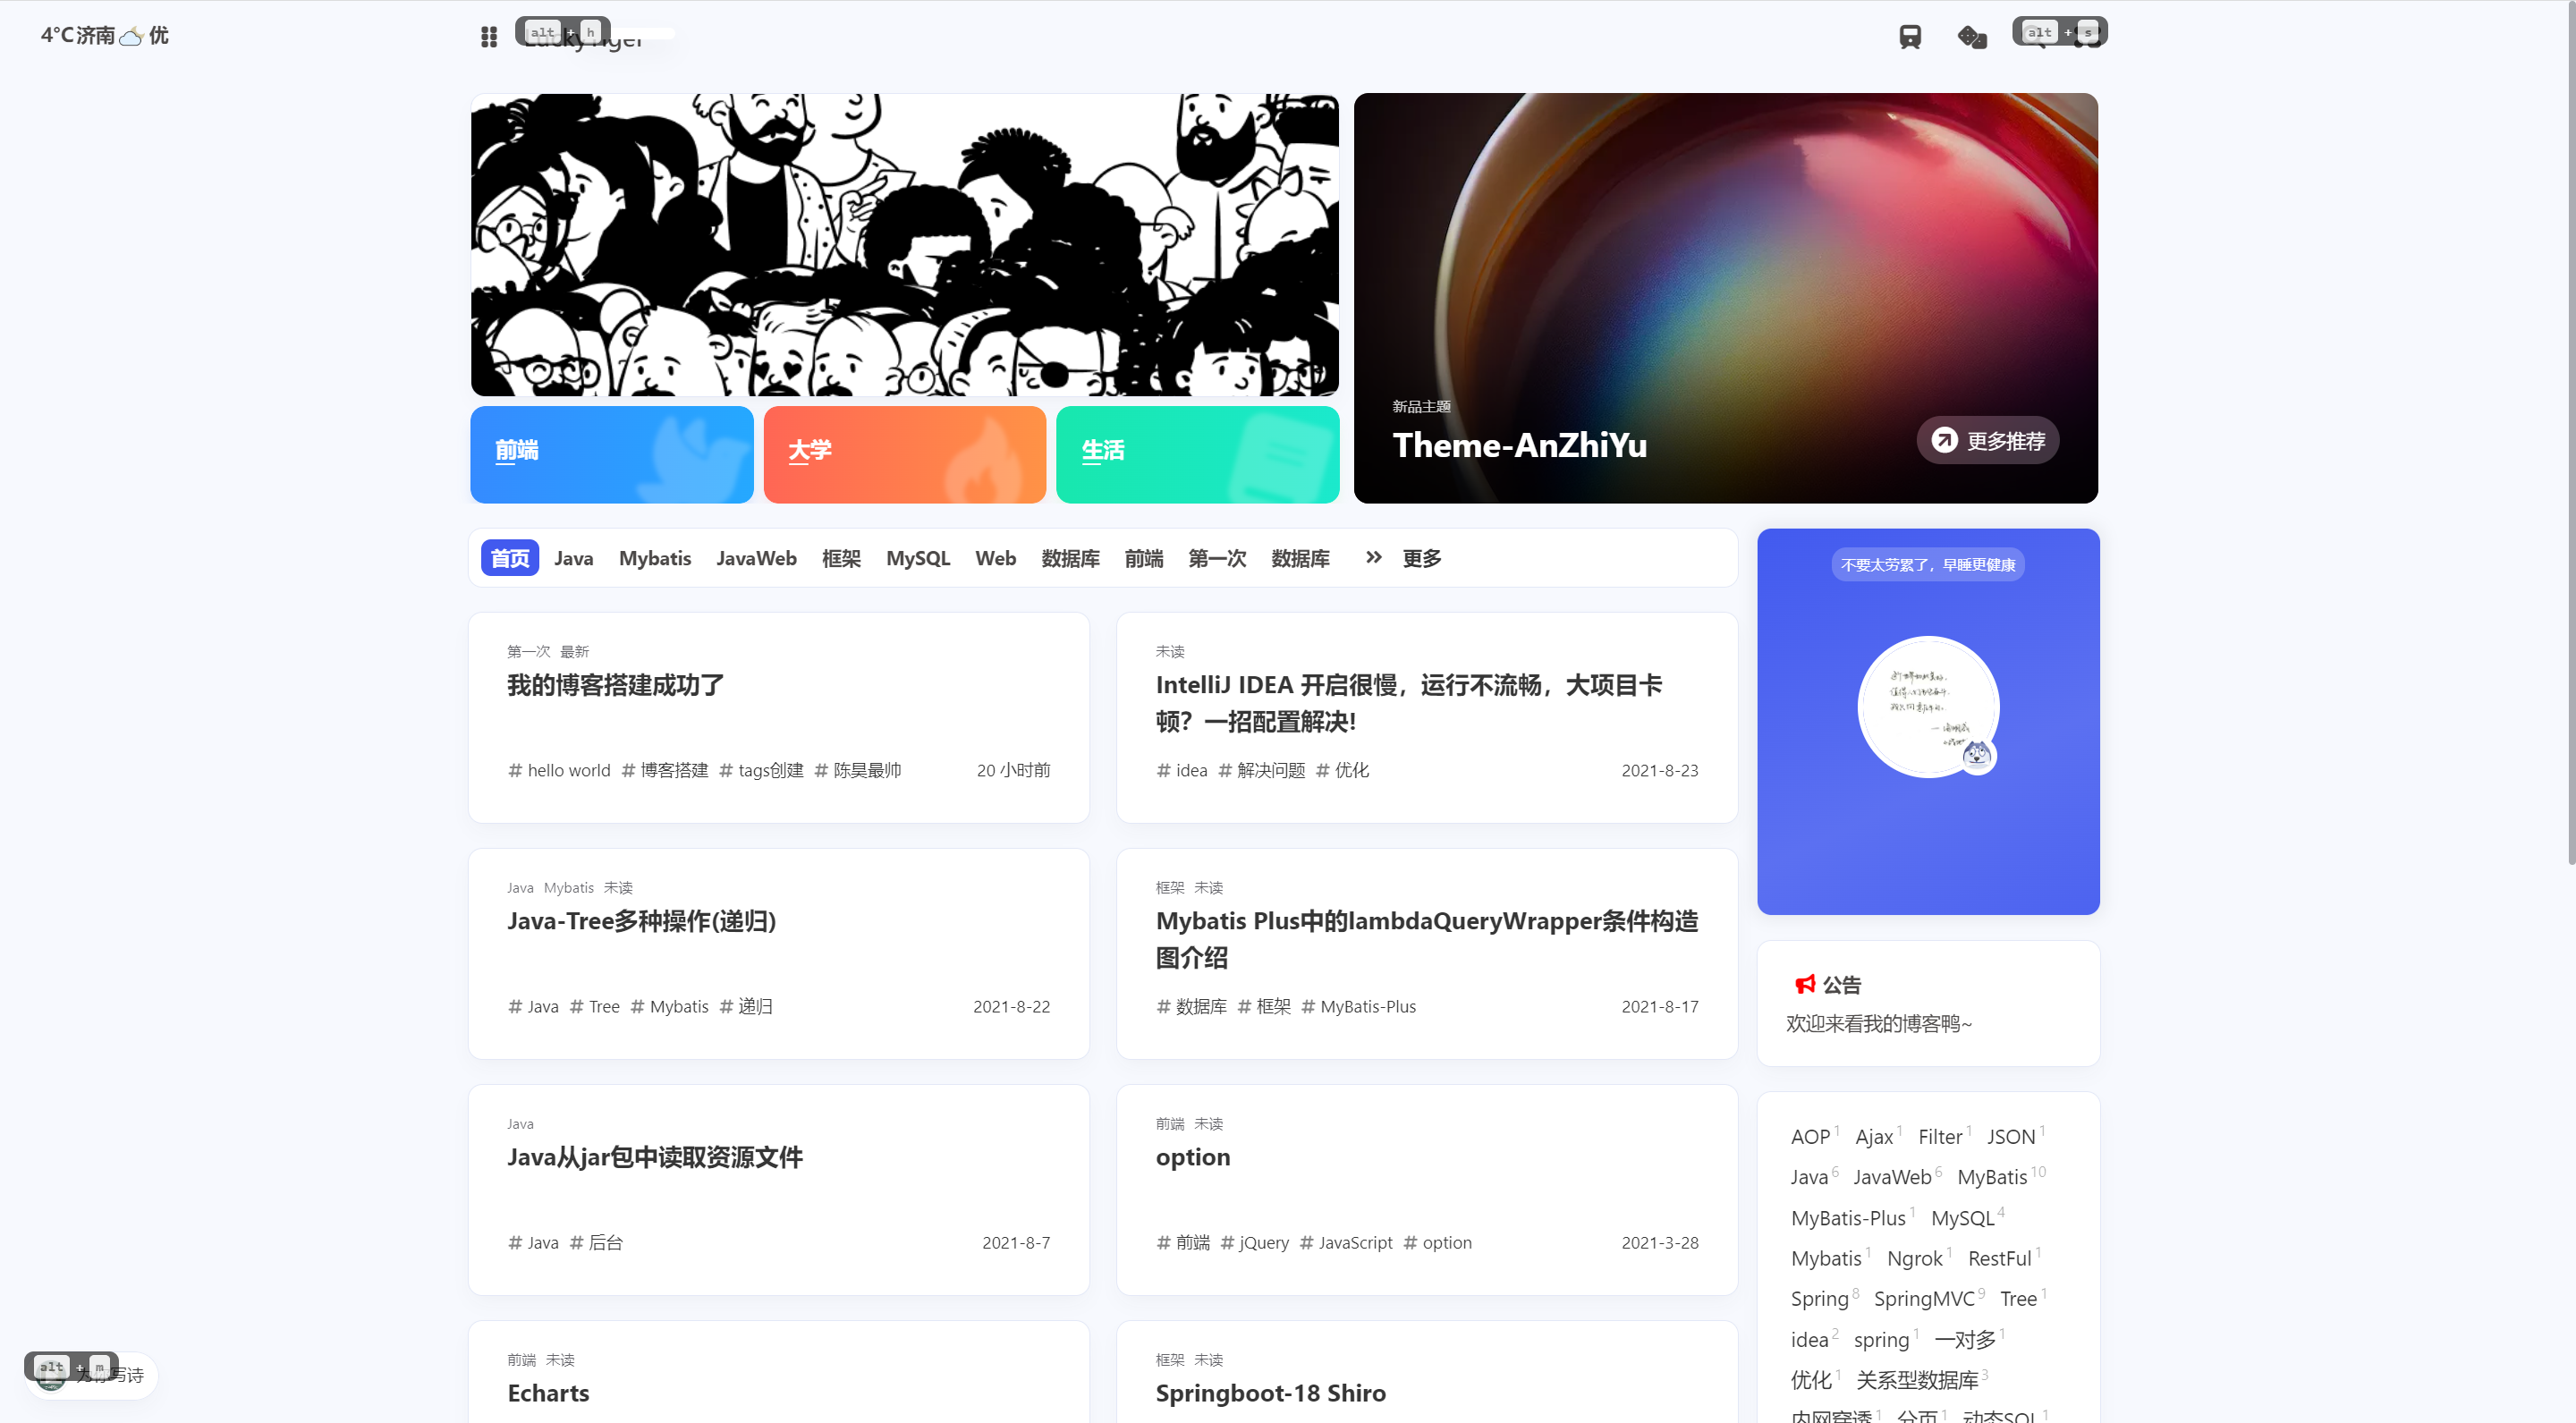 4℃ 济南 优
alt + h
alt + s
新品主题
Theme-AnZhiYu
更多推荐
前端
大学
生活
首页 Java Mybatis JavaWeb 框架 MySQL Web 数据库 前端 第一次 数据库 更多
不要太劳累了，早睡更健康
第一次 最新
我的博客搭建成功了
# hello world # 博客搭建 # tags创建 # 陈昊最帅 20 小时前
未读
IntelliJ IDEA 开启很慢，运行不流畅，大项目卡
顿？一招配置解决!
# idea # 解决问题 # 优化 2021-8-23
Java Mybatis 未读
Java-Tree多种操作(递归)
# Java # Tree # Mybatis # 递归 2021-8-22
框架 未读
Mybatis Plus中的lambdaQueryWrapper条件构造
图介绍
# 数据库 # 框架 # MyBatis-Plus 2021-8-17
Java
Java从jar包中读取资源文件
# Java # 后台 2021-8-7
前端 未读
option
# 前端 # jQuery # JavaScript # option 2021-3-28
前端 未读
Echarts
框架 未读
Springboot-18 Shiro
公告
欢迎来看我的博客鸭~
AOP 1 Ajax 1 Filter 1 JSON 1
Java 6 JavaWeb 6 MyBatis 10
MyBatis-Plus 1 MySQL 4
Mybatis 1 Ngrok 1 RestFul 1
Spring 8 SpringMVC 9 Tree 1
idea 2 spring 1 一对多 1
优化 1 关系型数据库 3
内网穿透 1 分页 1 动态SQL 1
alt + m
写诗